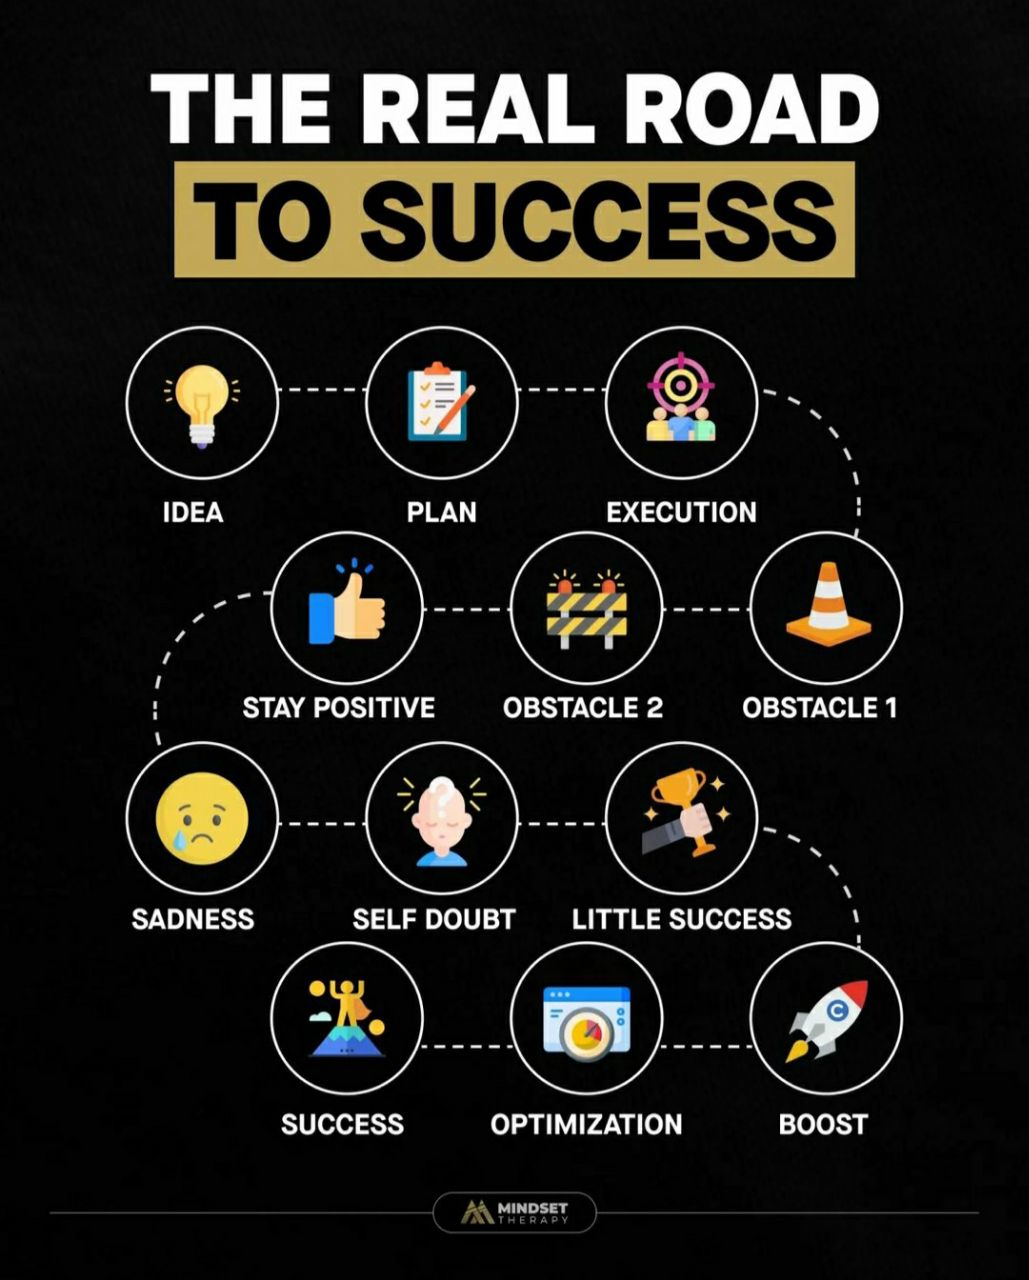 THE REAL ROAD
TO SUCCESS
IDEA
PLAN
EXECUTION
STAY POSITIVE
OBSTACLE 2
OBSTACLE 1
SADNESS
SELF DOUBT
LITTLE SUCCESS
C
SUCCESS
OPTIMIZATION
BOOST
MINDSET
THERAPY